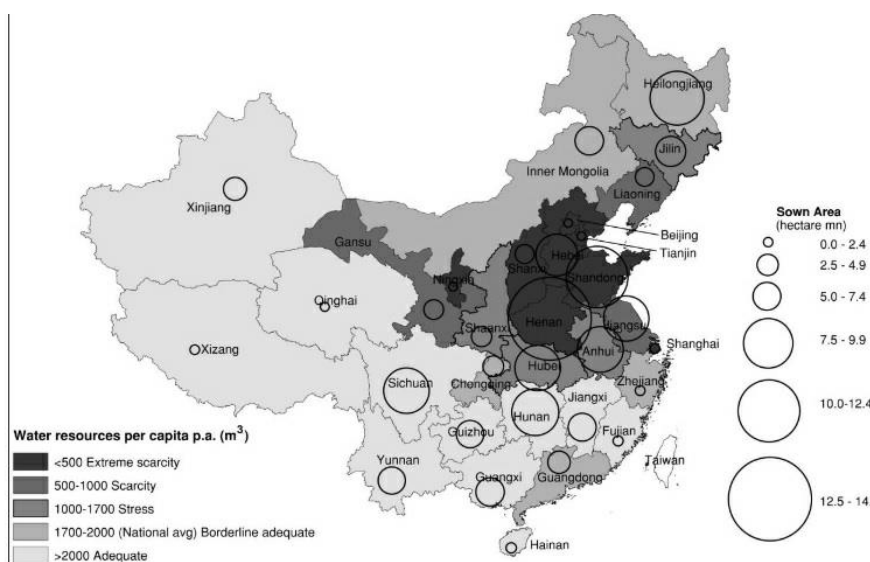 Heilongjiang
Jilin
Inner Mongolia
Liaoning
Xinjiang
Beijing
Tianjin
Gansu
Hebei
Shanxi
Shandong
Ningxia
Qinghai
Henan
Jiangsu
Shaanxi
Shanghai
Xizang
Anhui
Hubei
Chongqing
Sichuan
Zhejiang
Jiangxi
Hunan
Guizhou
Fujian
Yunnan
Taiwan
Guangxi
Guangdong
Hainan
Sown Area
(hectare mn)
0.0 - 2.4
2.5 - 4.9
5.0 - 7.4
7.5 - 9.9
10.0-12.4
12.5 - 14.
Water resources per capita p.a. (m³)
<500 Extreme scarcity
500-1000 Scarcity
1000-1700 Stress
1700-2000 (National avg) Borderline adequate
>2000 Adequate